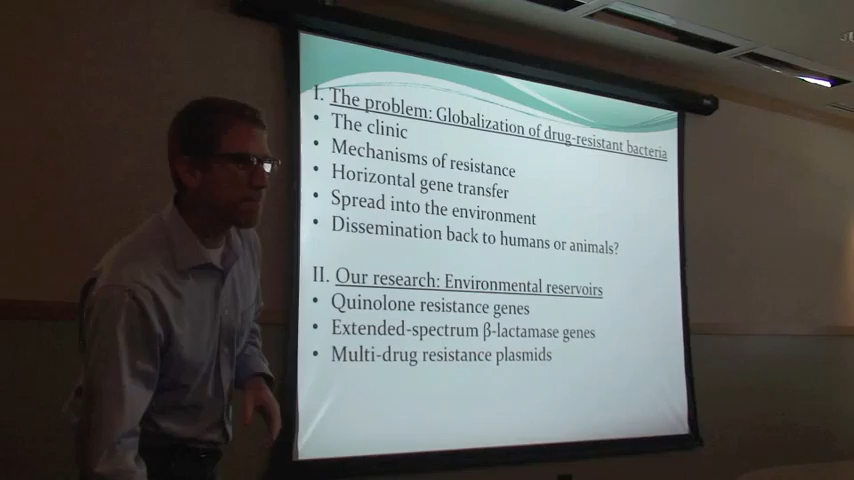 I. The problem: Globalization of drug-resistant bacteria
• The clinic
• Mechanisms of resistance
• Horizontal gene transfer
• Spread into the environment
• Dissemination back to humans or animals?
II. Our research: Environmental reservoirs
• Quinolone resistance genes
• Extended-spectrum β-lactamase genes
• Multi-drug resistance plasmids